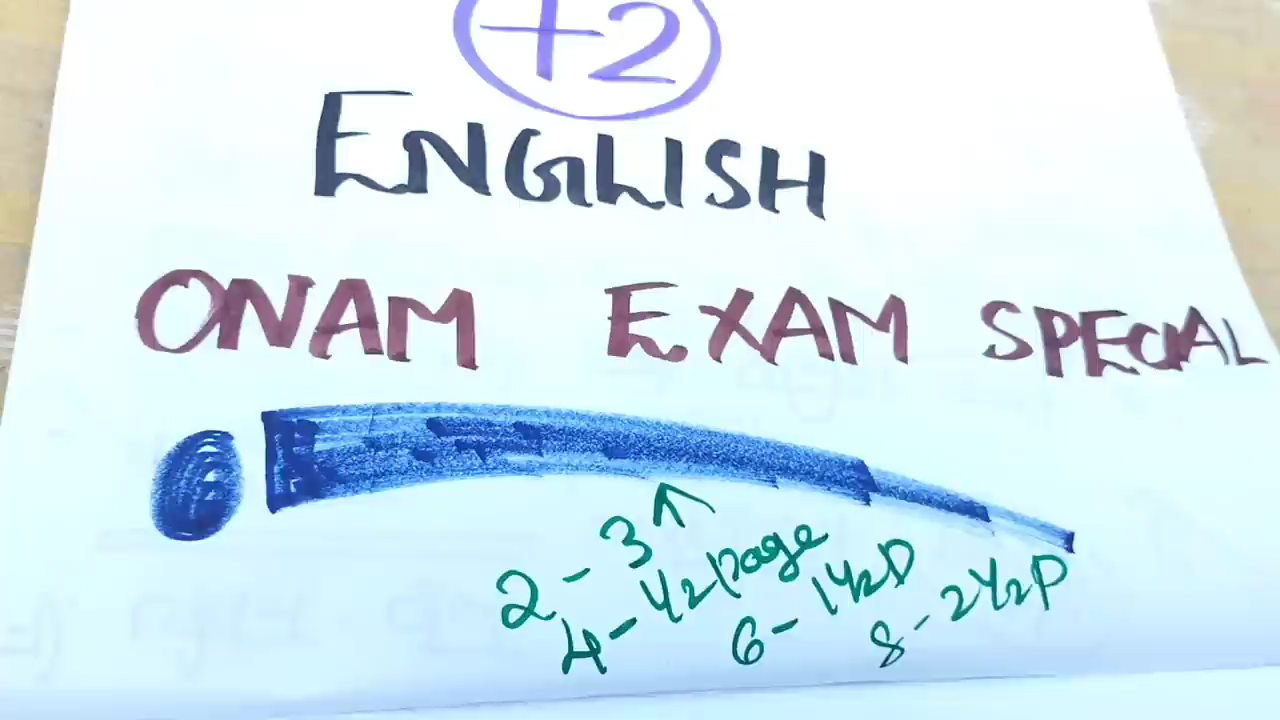 +2
ENGLISH
ONAM EXAM SPECIAL
2 - 3
4 - 1/2 page
6 - 1 1/2 P
8 - 2 1/2 P